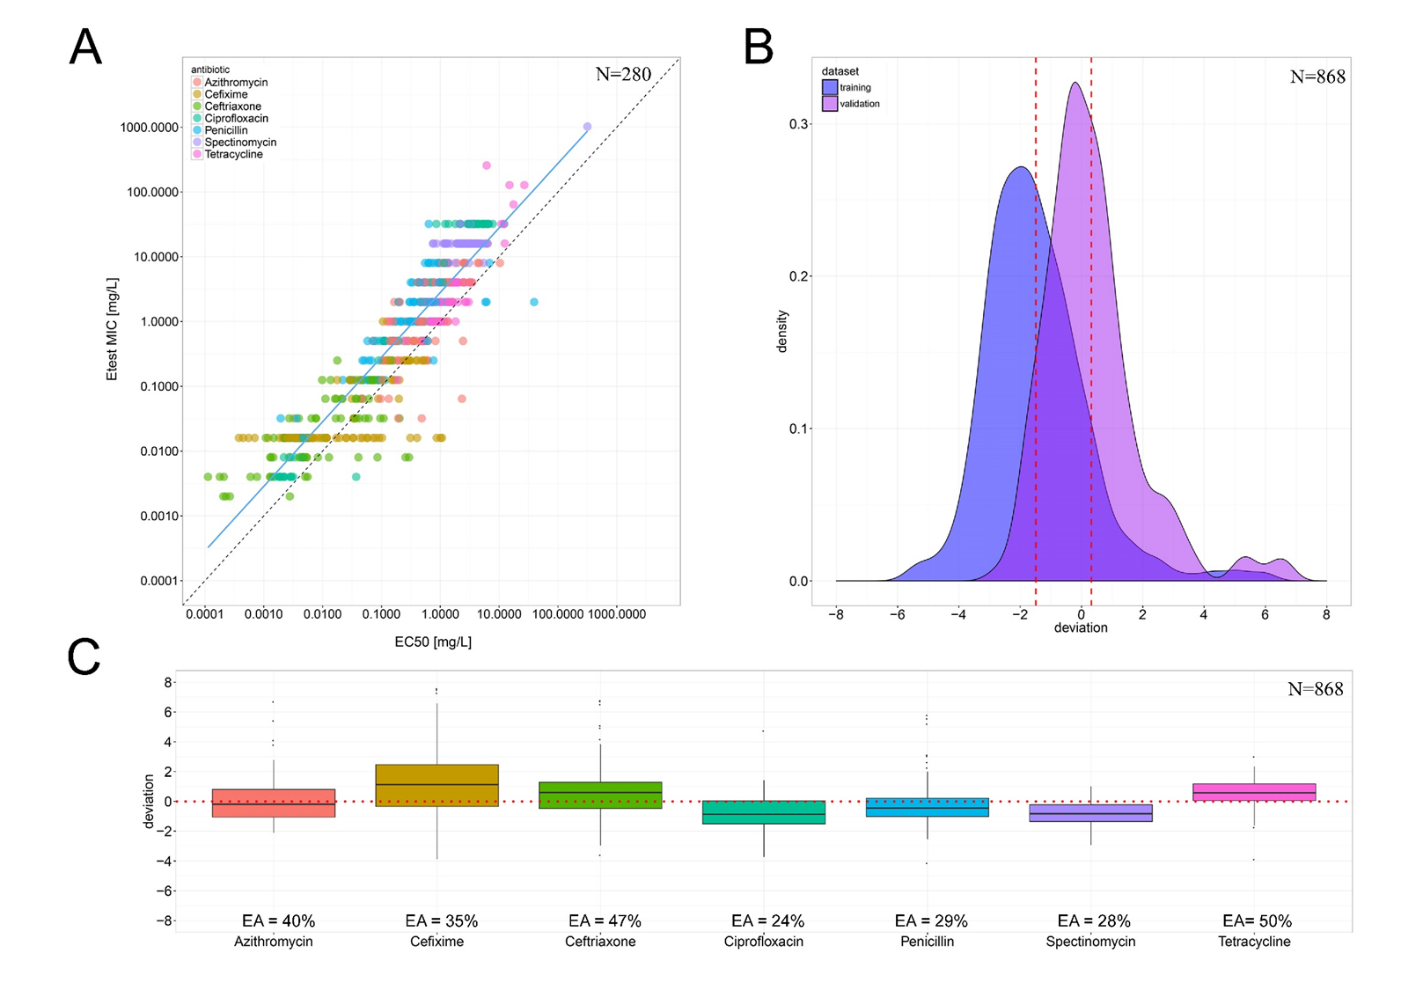 A
B
antibiotic
Azithromycin
Cefixime
Ceftriaxone
Ciprofloxacin
Penicillin
Spectinomycin
Tetracycline
N=280
1000.0000
100.0000
10.0000
1.0000
0.1000
0.0100
0.0010
0.0001
Etest MIC [mg/L]
0.0001 0.0010 0.0100 0.1000 1.0000 10.0000 100.0000 1000.0000
EC50 [mg/L]
dataset
training
validation
N=868
0.3
0.2
0.1
0.0
density
−8 −6 −4 −2 0 2 4 6 8
deviation
C
N=868
8
6
4
2
0
−2
−4
−6
−8
deviation
EA = 40% EA = 35% EA = 47% EA = 24% EA = 29% EA = 28% EA= 50%
Azithromycin Cefixime Ceftriaxone Ciprofloxacin Penicillin Spectinomycin Tetracycline